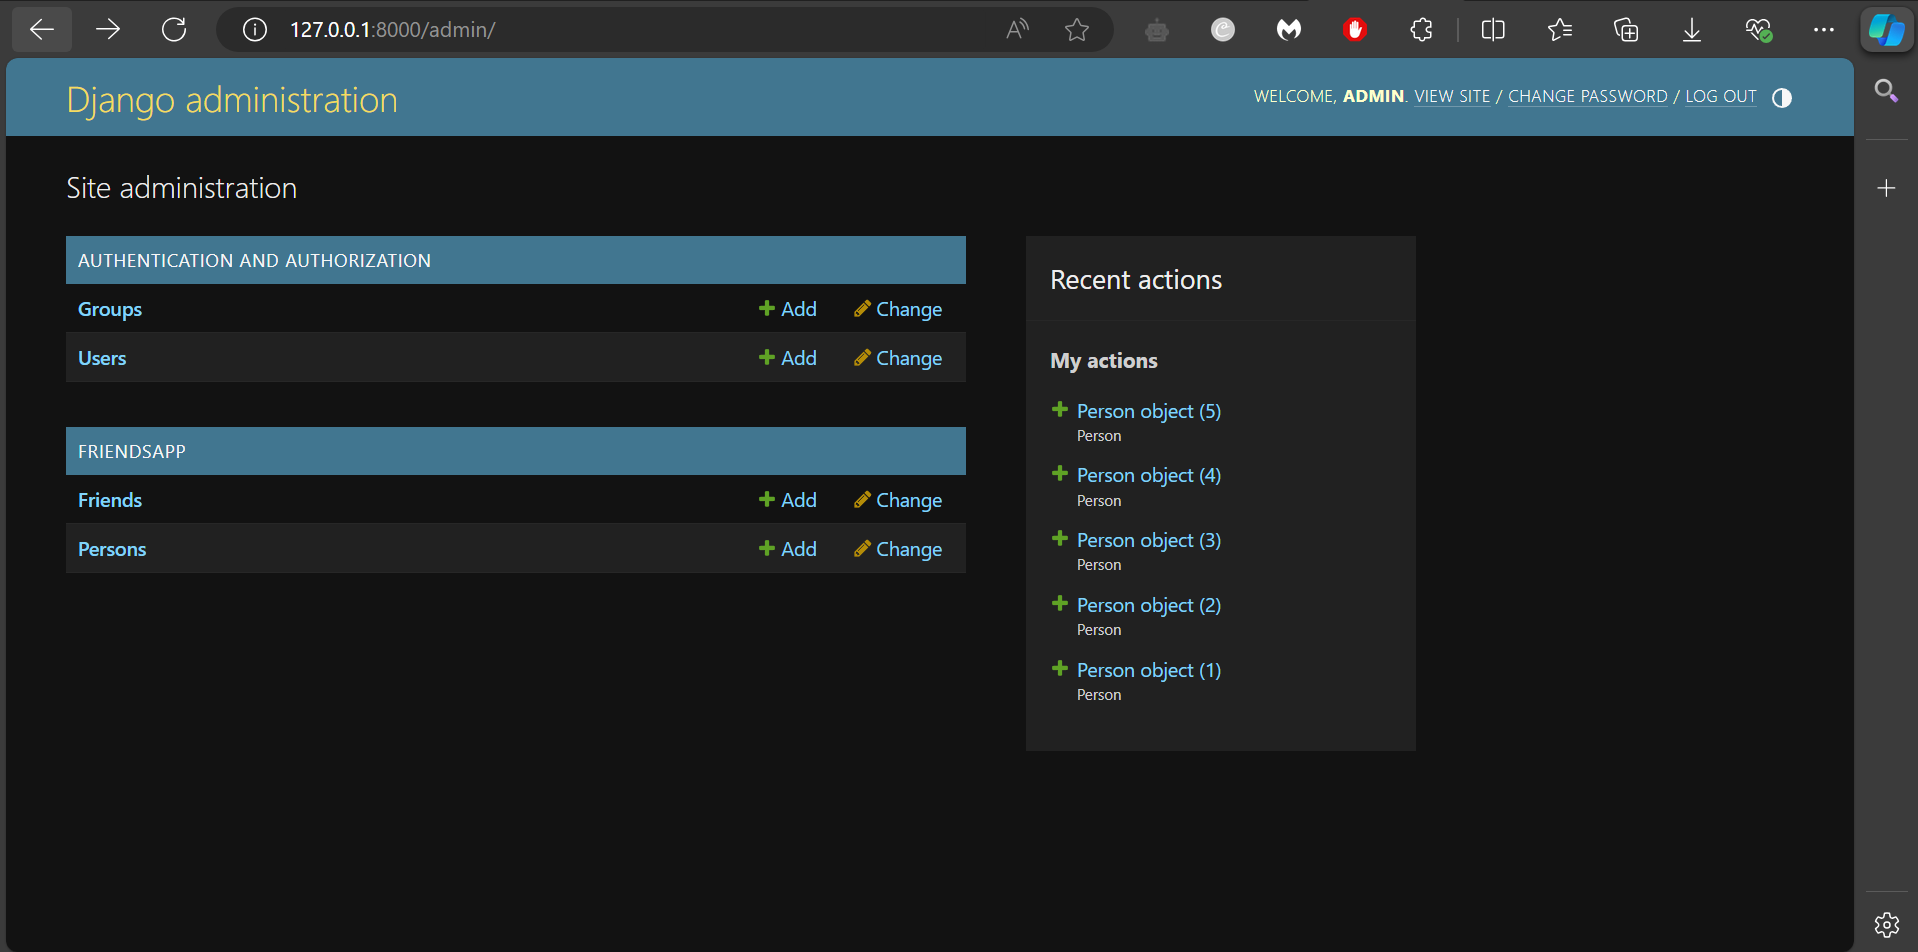 127.0.0.1:8000/admin/
Django administration
WELCOME, ADMIN. VIEW SITE / CHANGE PASSWORD / LOG OUT
Site administration
AUTHENTICATION AND AUTHORIZATION
Groups Add Change
Users Add Change
FRIENDSAPP
Friends Add Change
Persons Add Change
Recent actions
My actions
Person object (5)
Person
Person object (4)
Person
Person object (3)
Person
Person object (2)
Person
Person object (1)
Person